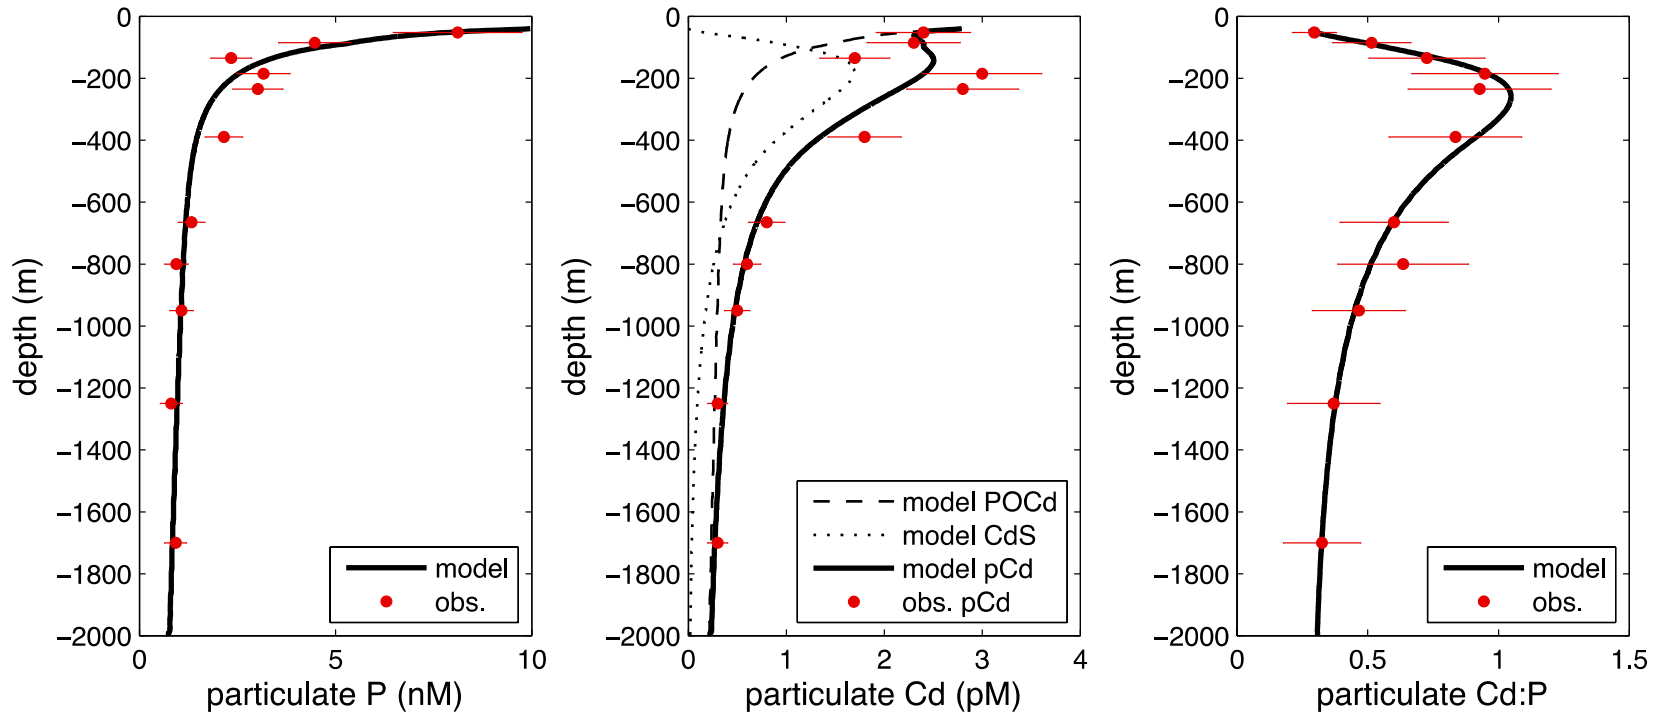 0
−200
−400
−600
−800
−1000
−1200
−1400
−1600
−1800
−2000
depth (m)
0 5 10
particulate P (nM)
model
obs.
0
−200
−400
−600
−800
−1000
−1200
−1400
−1600
−1800
−2000
depth (m)
0 1 2 3 4
particulate Cd (pM)
model POCd
model CdS
model pCd
obs. pCd
0
−200
−400
−600
−800
−1000
−1200
−1400
−1600
−1800
−2000
depth (m)
0 0.5 1 1.5
particulate Cd:P
model
obs.